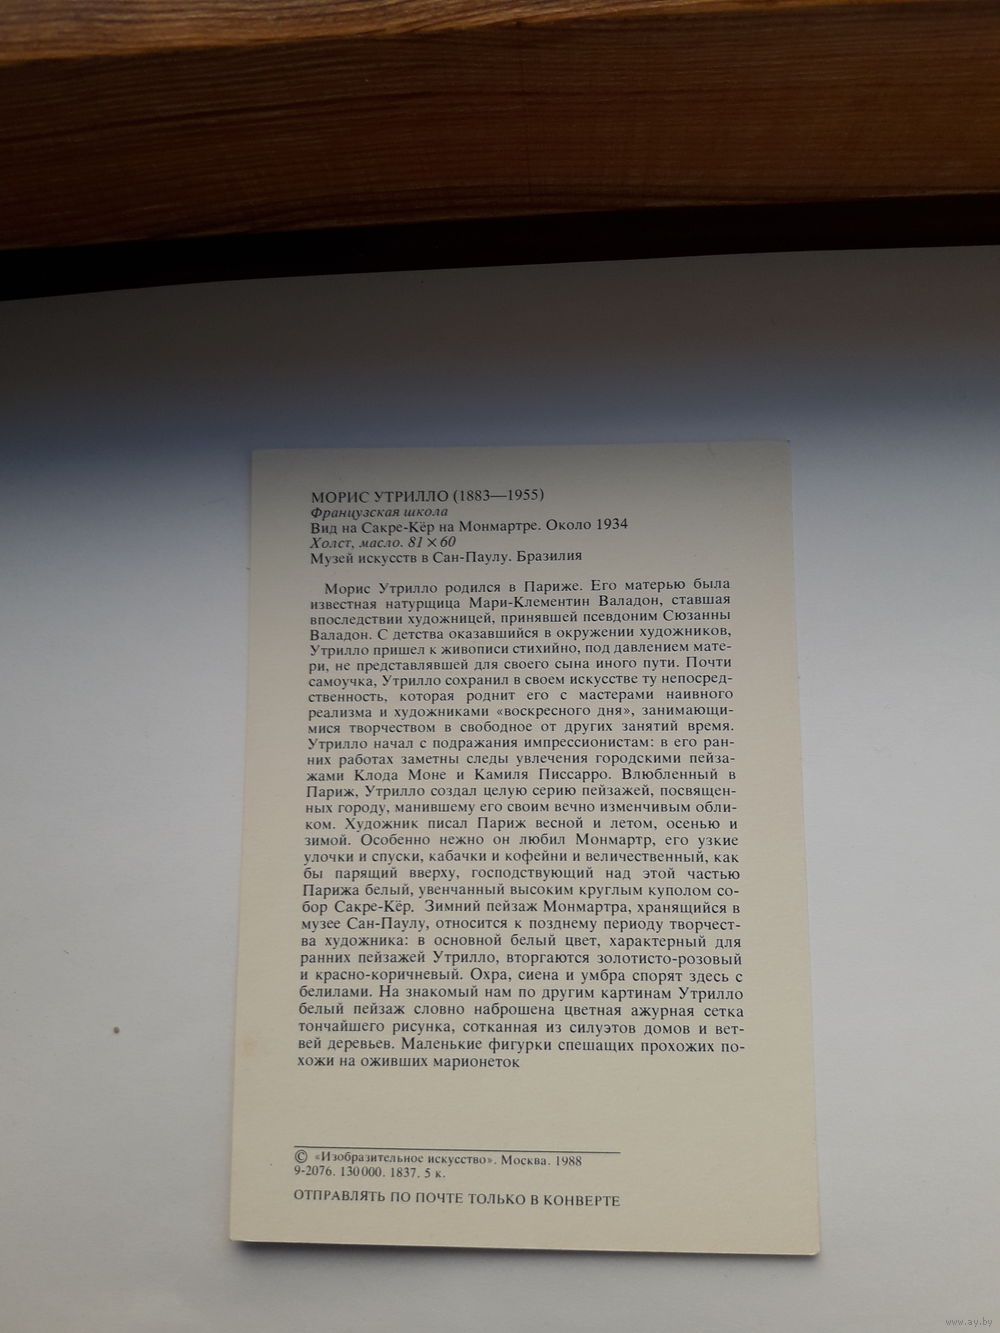 МОРИС УТРИЛЛО (1883—1955)
Французская школа
Вид на Сакре-Кёр на Монмартре. Около 1934
Холст, масло. 81 × 60
Музей искусств в Сан-Паулу. Бразилия
Морис Утрилло родился в Париже. Его матерью была
известная натурщица Мари-Клементин Валадон, ставшая
впоследствии художницей, принявшей псевдоним Сюзанны
Валадон. С детства оказавшийся в окружении художников,
Утрилло пришел к живописи стихийно, под давлением мате-
ри, не представлявшей для своего сына иного пути. Почти
самоучка, Утрилло сохранил в своем искусстве ту непосред-
ственность, которая роднит его с мастерами наивного
реализма и художниками «воскресного дня», занимающи-
мися творчеством в свободное от других занятий время.
Утрилло начал с подражания импрессионистам: в его ран-
них работах заметны следы увлечения городскими пейза-
жами Клода Моне и Камиля Писсарро. Влюбленный в
Париж, Утрилло создал целую серию пейзажей, посвящен-
ных городу, манившему его своим вечно изменчивым обли-
ком. Художник писал Париж весной и летом, осенью и
зимой. Особенно нежно он любил Монмартр, его узкие
улочки и спуски, кабачки и кофейни и величественный, как
бы парящий вверху, господствующий над этой частью
Парижа белый, увенчанный высоким круглым куполом со-
бор Сакре-Кёр. Зимний пейзаж Монмартра, хранящийся в
музее Сан-Паулу, относится к позднему периоду творчест-
ва художника: в основной белый цвет, характерный для
ранних пейзажей Утрилло, вторгаются золотисто-розовый
и красно-коричневый. Охра, сиена и умбра спорят здесь с
белилами. На знакомый нам по другим картинам Утрилло
белый пейзаж словно наброшена цветная ажурная сетка
тончайшего рисунка, сотканная из силуэтов домов и вет-
вей деревьев. Маленькие фигурки спешащих прохожих по-
хожи на оживших марионеток
© «Изобразительное искусство». Москва. 1988
9-2076. 130 000. 1837. 5 к.
ОТПРАВЛЯТЬ ПО ПОЧТЕ ТОЛЬКО В КОНВЕРТЕ
www.ay.by